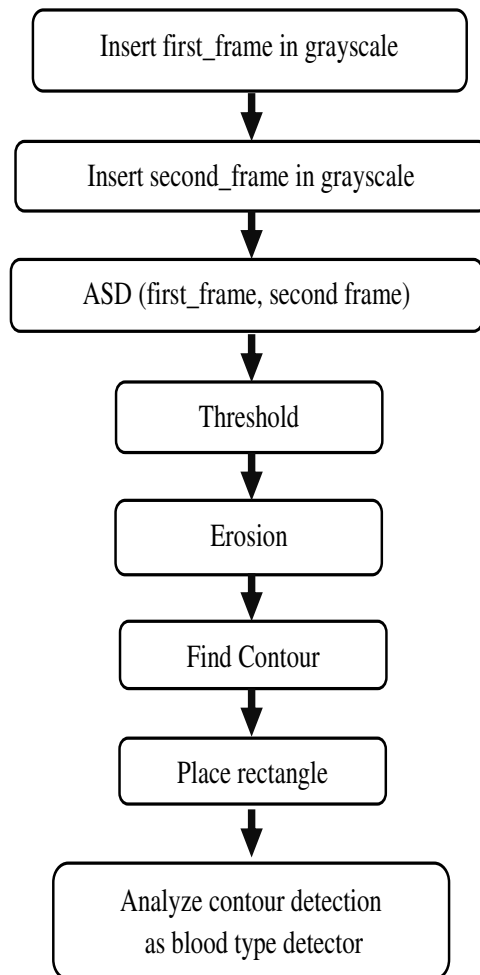 Insert first_frame in grayscale
Insert second_frame in grayscale
ASD (first_frame, second frame)
Threshold
Erosion
Find Contour
Place rectangle
Analyze contour detection
as blood type detector